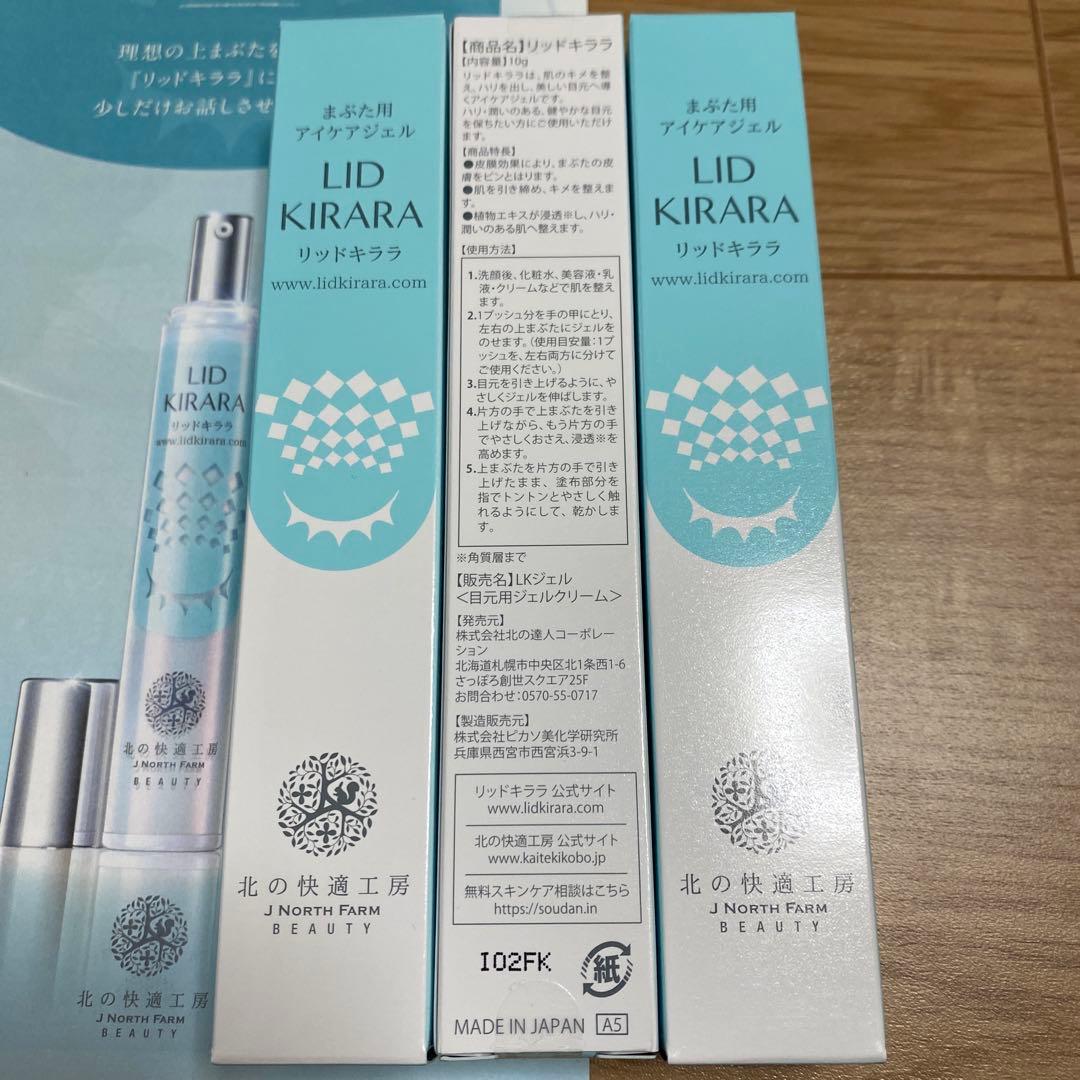 理想の上まぶたを
『リッドキララ』に
少しだけお話しさせ
LID
KIRARA
リッドキララ
www.lidkirara.com
北の快適工房
J NORTH FARM
BEAUTY
北の快適工房
J NORTH FARM
BEAUTY
まぶた用
アイケアジェル
LID
KIRARA
リッドキララ
www.lidkirara.com
北の快適工房
J NORTH FARM
BEAUTY
【商品名】リッドキララ
【内容量】10g
リッドキララは、肌のキメを整
え、ハリを出し、美しい目元へ導
くアイケアジェルです。
ハリ・潤いのある、健やかな目元
を保ちたい方にご使用いただけ
ます。
【商品特長】
●皮膜効果により、まぶたの皮
膚をピンとはります。
●肌を引き締め、キメを整えま
す。
●植物エキスが浸透※し、ハリ・
潤いのある肌へ整えます。
【使用方法】
1.洗顔後、化粧水、美容液・乳
液・クリームなどで肌を整え
ます。
2.1プッシュ分を手の甲にとり、
左右の上まぶたにジェルを
のせます。（使用目安量：1プ
ッシュを、左右両方に分けて
ご使用ください。）
3.目元を引き上げるように、や
さしくジェルを伸ばします。
4.片方の手で上まぶたを引き
上げながら、もう片方の手
でやさしくおさえ、浸透※を
高めます。
5.上まぶたを片方の手で引き
上げたまま、塗布部分を
指でトントンとやさしく触
れるようにして、乾かしま
す。
※角質層まで
【販売名】LKジェル
＜目元用ジェルクリーム＞
【発売元】
株式会社北の達人コーポレー
ション
北海道札幌市中央区北1条西1-6
さっぽろ創世スクエア25F
お問合わせ：0570-55-0717
【製造販売元】
株式会社ピカソ美化学研究所
兵庫県西宮市西宮浜3-9-1
リッドキララ 公式サイト
www.lidkirara.com
北の快適工房 公式サイト
www.kaitekikobo.jp
無料スキンケア相談はこちら
https://soudan.in
I02FK
紙
MADE IN JAPAN A5
まぶた用
アイケアジェル
LID
KIRARA
リッドキララ
www.lidkirara.com
北の快適工房
J NORTH FARM
BEAUTY